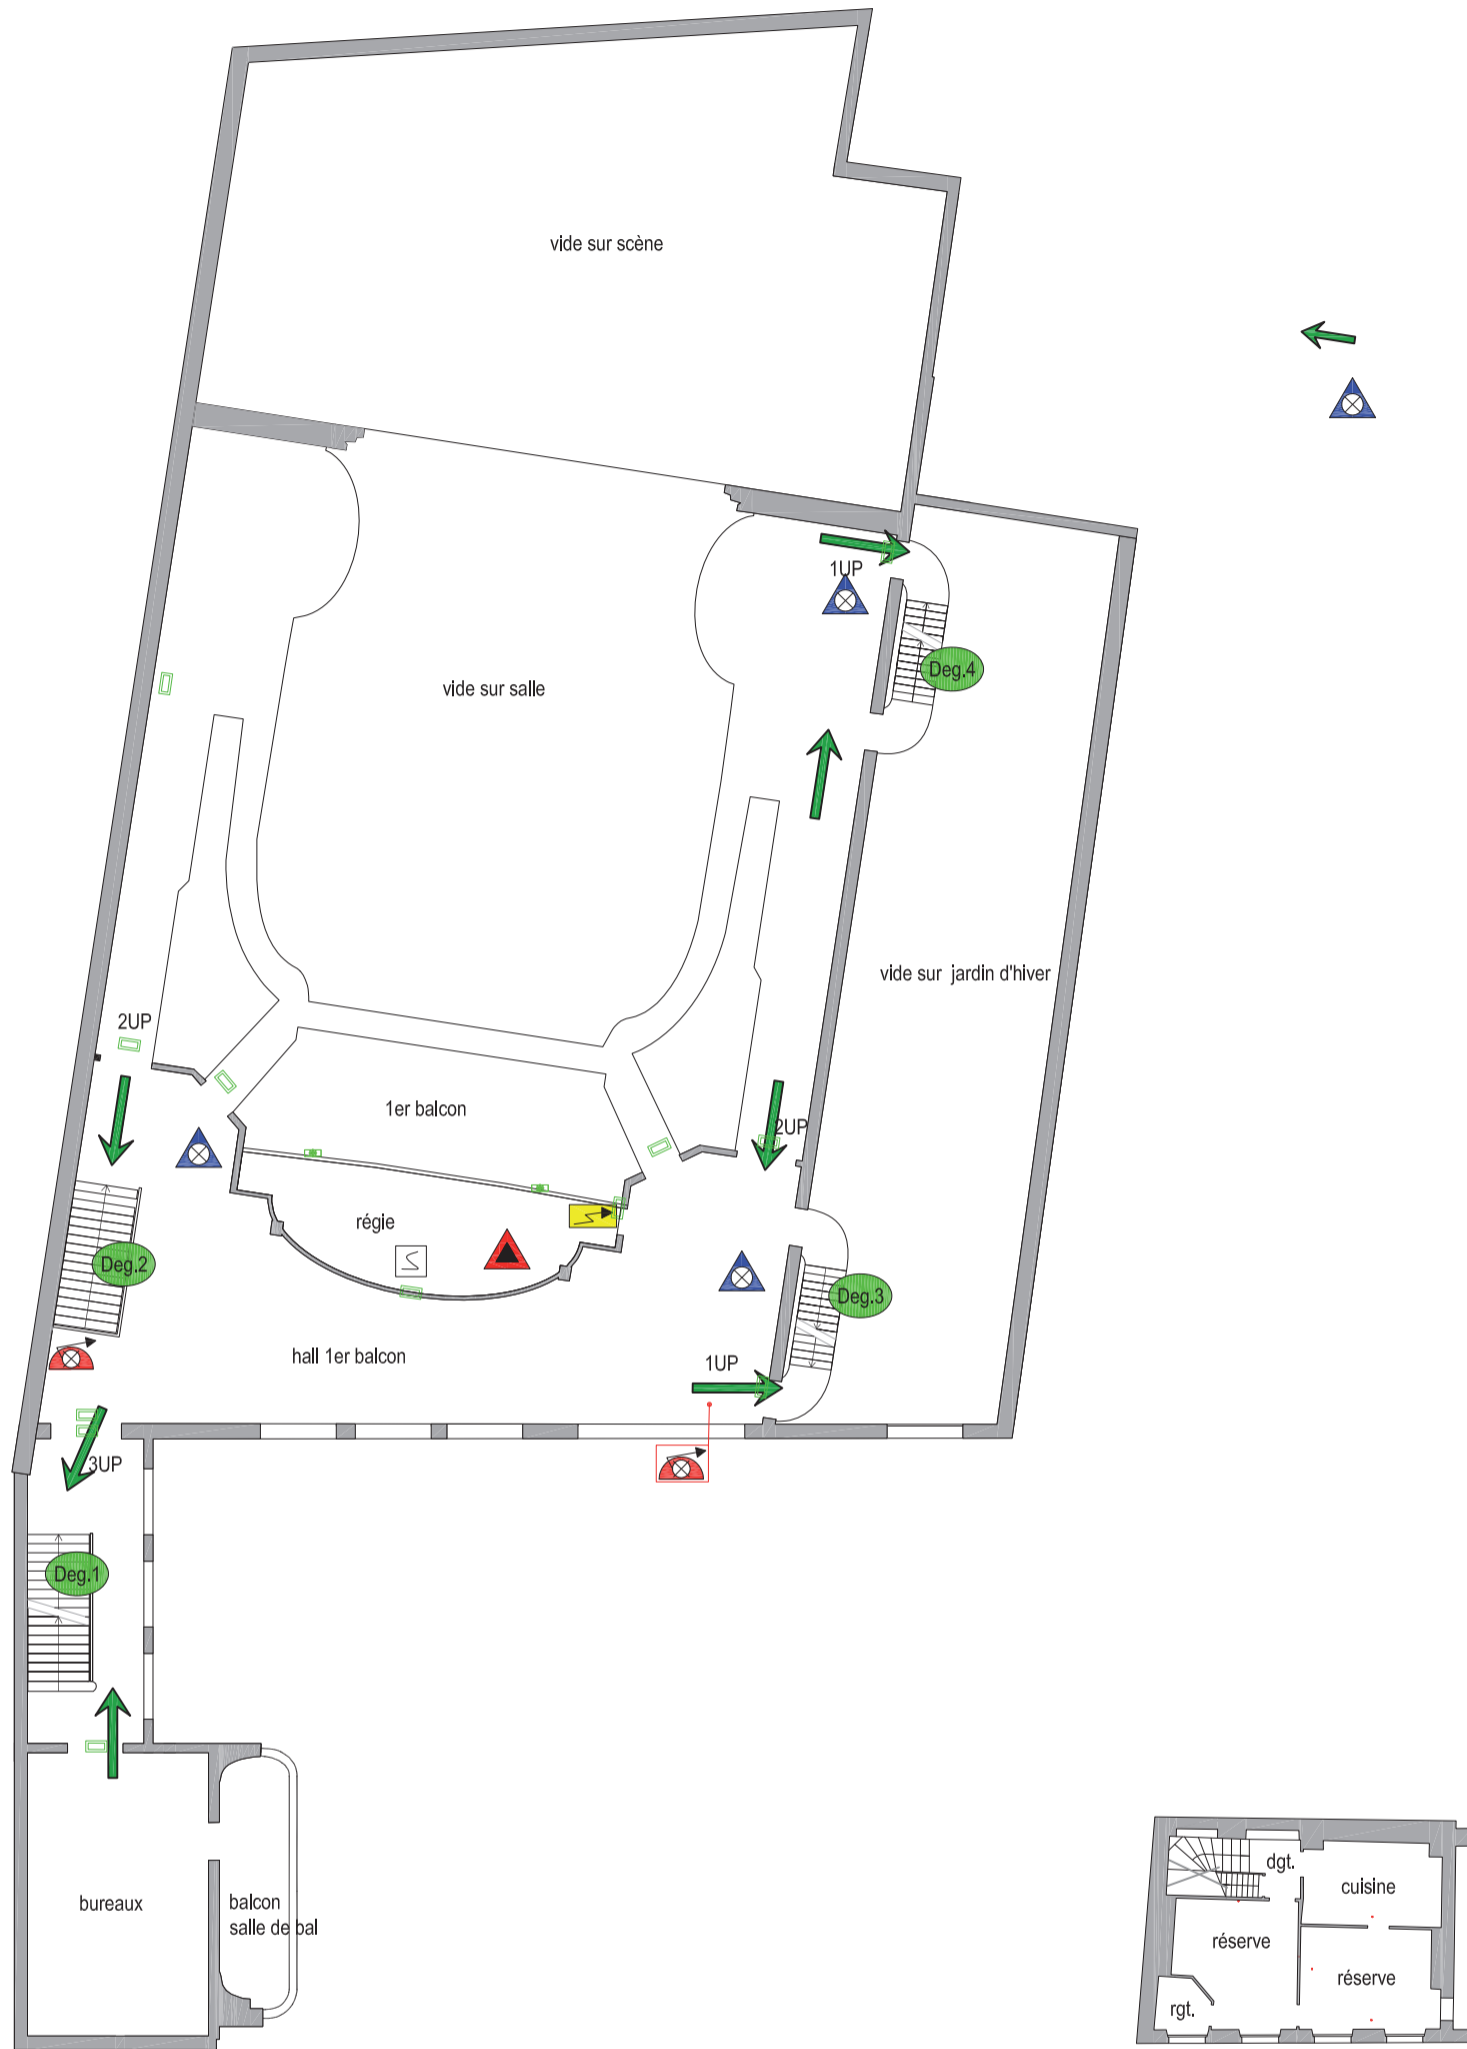 vide sur scène
1UP
Deg.4
vide sur salle
vide sur jardin d'hiver
2UP
1er balcon
2UP
régie
Deg.2
Deg.3
hall 1er balcon
1UP
3UP
Deg.1
bureaux
balcon
salle de bal
dgt.
cuisine
réserve
réserve
rgt.